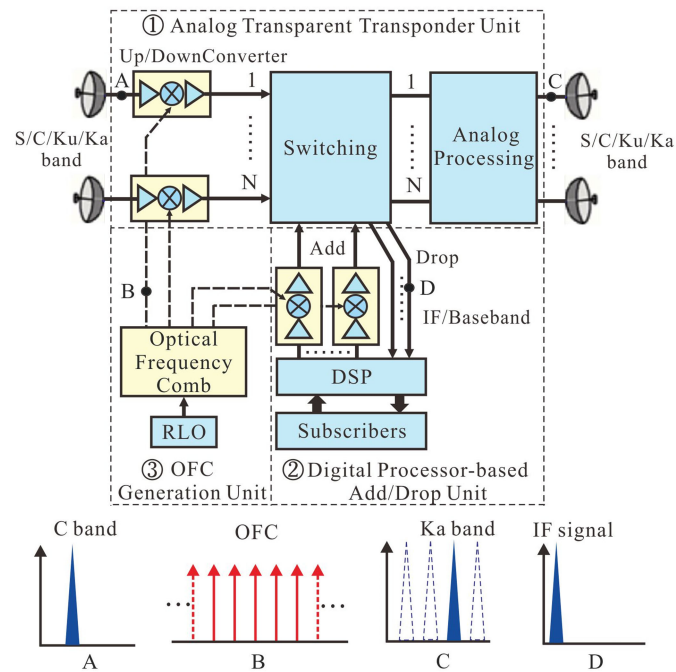 ① Analog Transparent Transponder Unit
Up/DownConverter
A
1
1
C
S/C/Ku/Ka
band
Switching
Analog
Processing
S/C/Ku/Ka
band
N
N
Add
Drop
B
D
IF/Baseband
Optical
Frequency
Comb
DSP
RLO
Subscribers
③ OFC
Generation Unit
② Digital Processor-based
Add/Drop Unit
C band
OFC
Ka band
IF signal
A
B
C
D